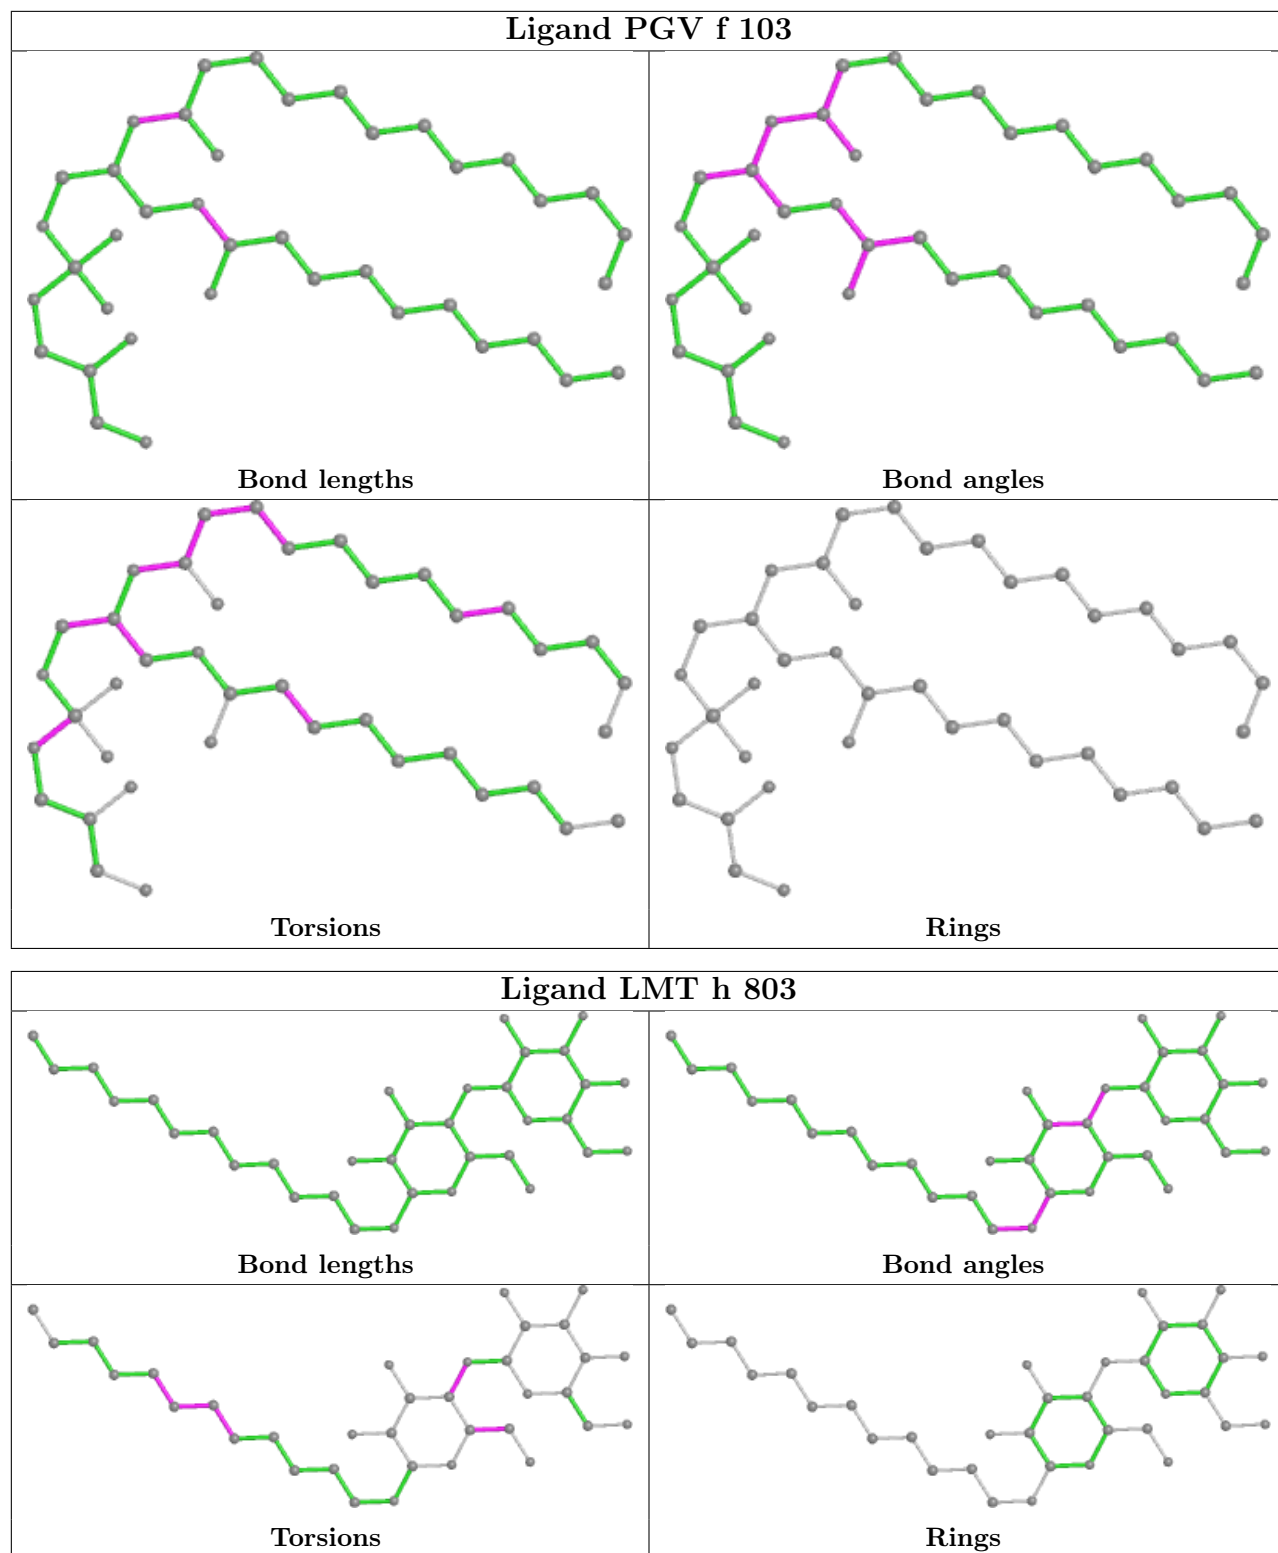 Ligand PGV f 103
Bond lengths
Bond angles
Torsions
Rings
Ligand LMT h 803
Bond lengths
Bond angles
Torsions
Rings